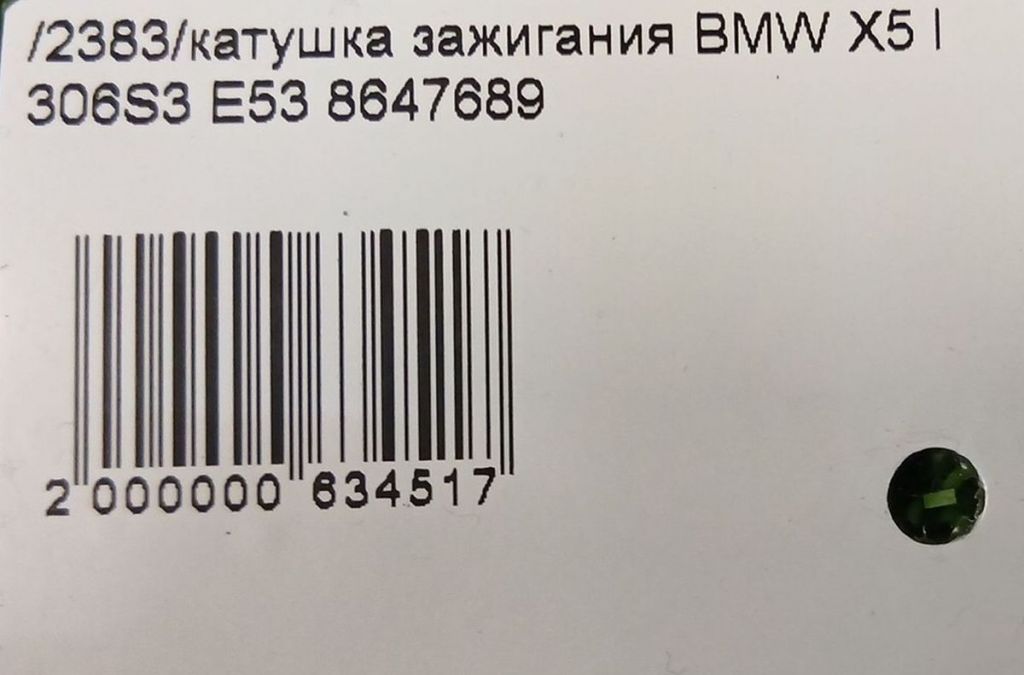 /2383/катушка зажигания BMW X5 I
306S3 E53 8647689
2 000000 634517